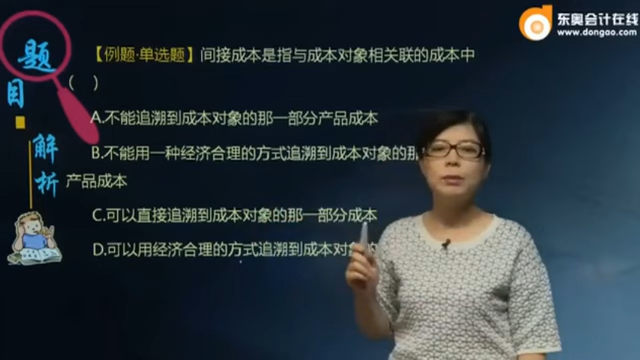 东奥会计在线
www.dongao.com
题目解析
【例题·单选题】间接成本是指与成本对象相关联的成本中
（ ）
A.不能追溯到成本对象的那一部分产品成本
B.不能用一种经济合理的方式追溯到成本对象的那
产品成本
C.可以直接追溯到成本对象的那一部分成本
D.可以用经济合理的方式追溯到成本对象的